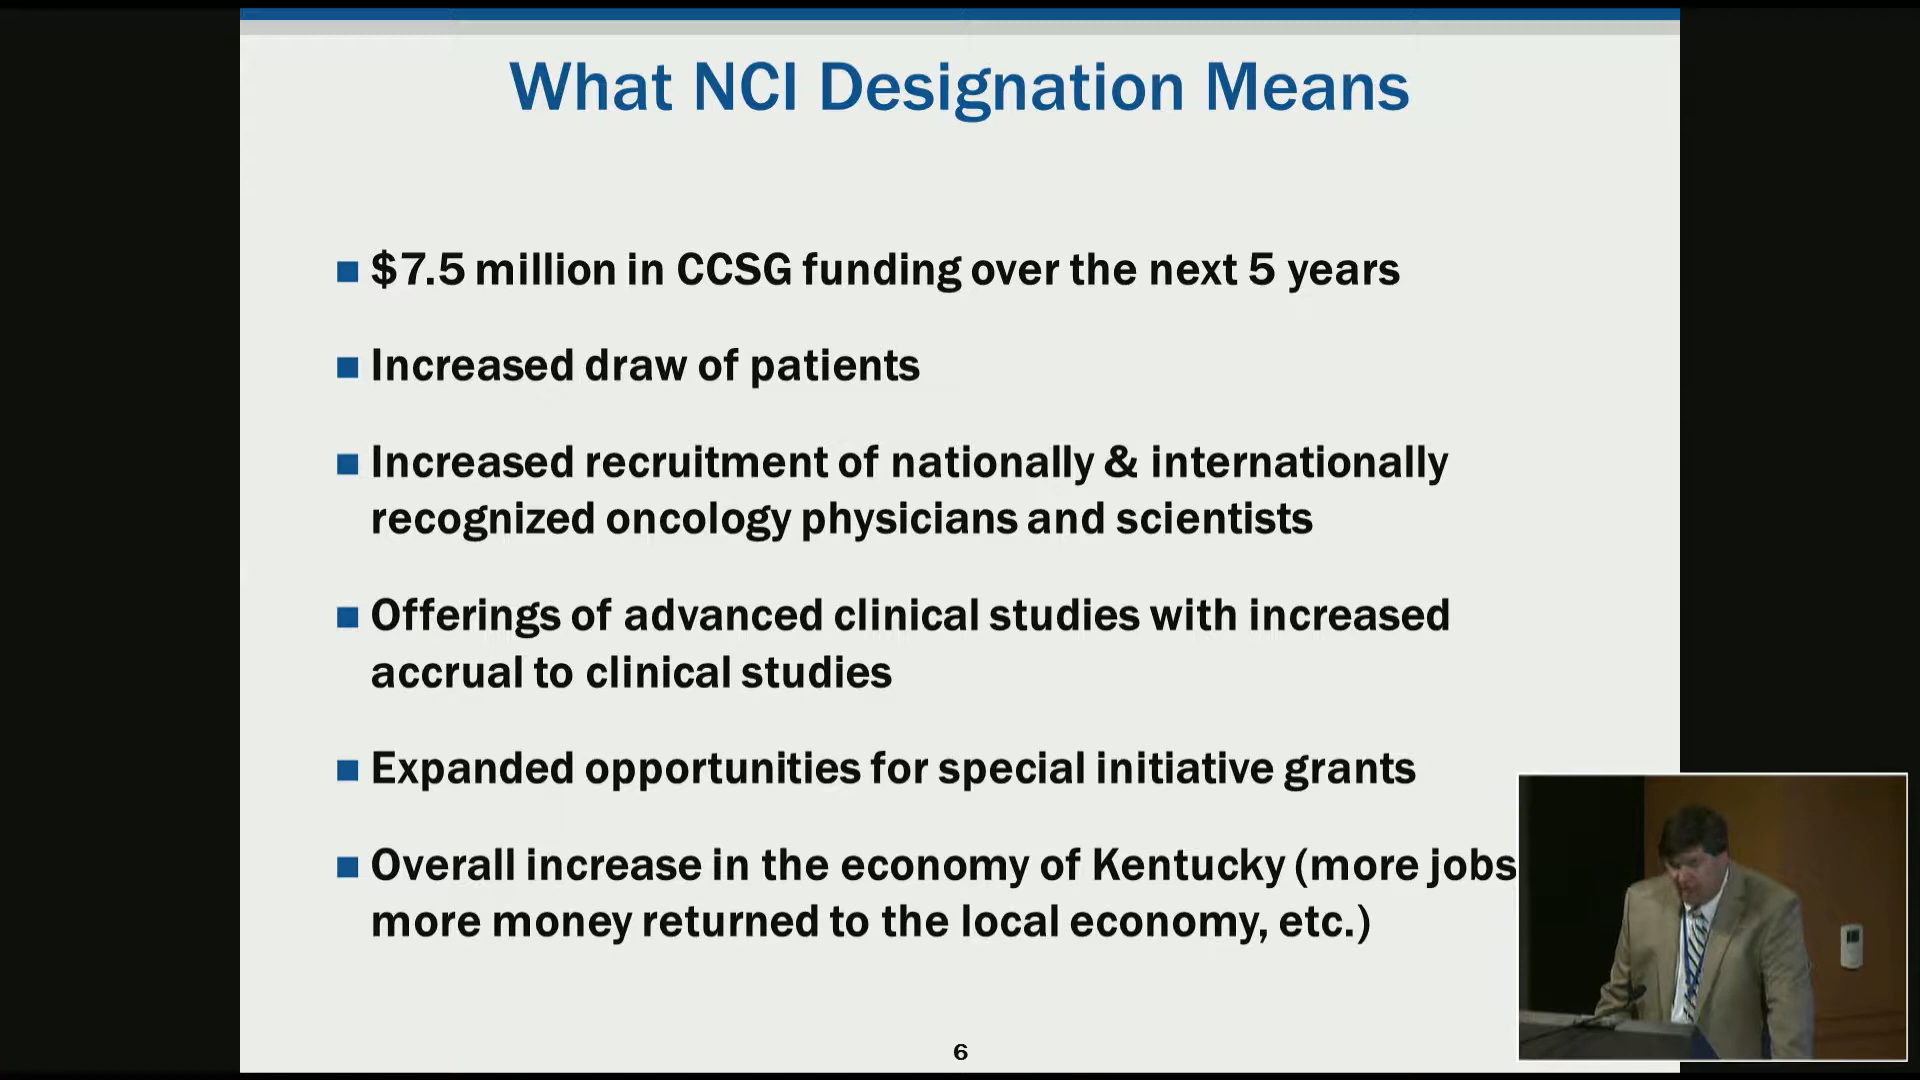 What NCI Designation Means
$7.5 million in CCSG funding over the next 5 years
Increased draw of patients
Increased recruitment of nationally & internationally
recognized oncology physicians and scientists
Offerings of advanced clinical studies with increased
accrual to clinical studies
Expanded opportunities for special initiative grants
Overall increase in the economy of Kentucky (more jobs
more money returned to the local economy, etc.)
6